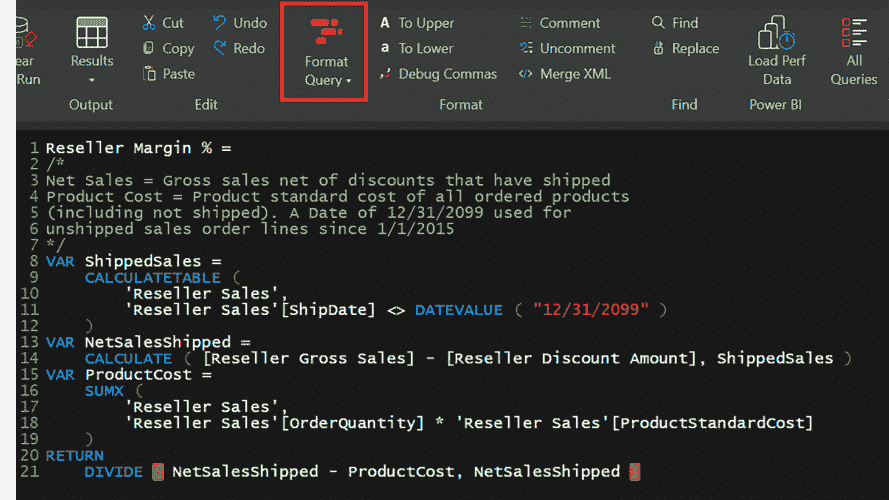 ear
Run
Results
Output
Cut
Copy
Paste
Undo
Redo
Edit
Format
Query
A To Upper
a To Lower
Debug Commas
Comment
Uncomment
Merge XML
Format
Find
Replace
Find
Load Perf
Data
Power BI
All
Queries
1 Reseller Margin % =
2 /*
3 Net Sales = Gross sales net of discounts that have shipped
4 Product Cost = Product standard cost of all ordered products
5 (including not shipped). A Date of 12/31/2099 used for
6 unshipped sales order lines since 1/1/2015
7 */
8 VAR ShippedSales =
9 CALCULATETABLE (
10 'Reseller Sales',
11 'Reseller Sales'[ShipDate] <> DATEVALUE ( "12/31/2099" )
12 )
13 VAR NetSalesShipped =
14 CALCULATE ( [Reseller Gross Sales] - [Reseller Discount Amount], ShippedSales )
15 VAR ProductCost =
16 SUMX (
17 'Reseller Sales',
18 'Reseller Sales'[OrderQuantity] * 'Reseller Sales'[ProductStandardCost]
19 )
20 RETURN
21 DIVIDE ( NetSalesShipped - ProductCost, NetSalesShipped )